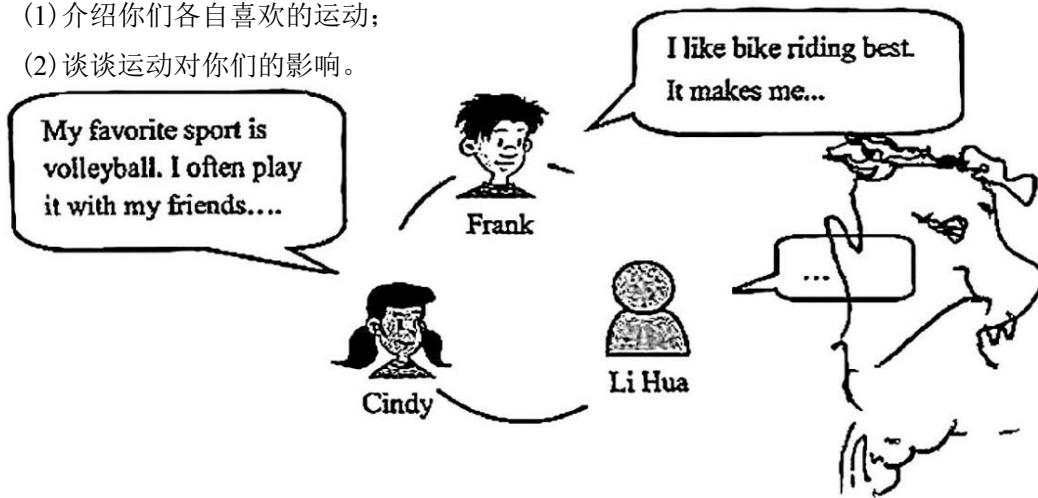 (1)介绍你们各自喜欢的运动；
(2)谈谈运动对你们的影响。
I like bike riding best.
It makes me...
My favorite sport is
volleyball. I often play
it with my friends....
Frank
...
Li Hua
Cindy